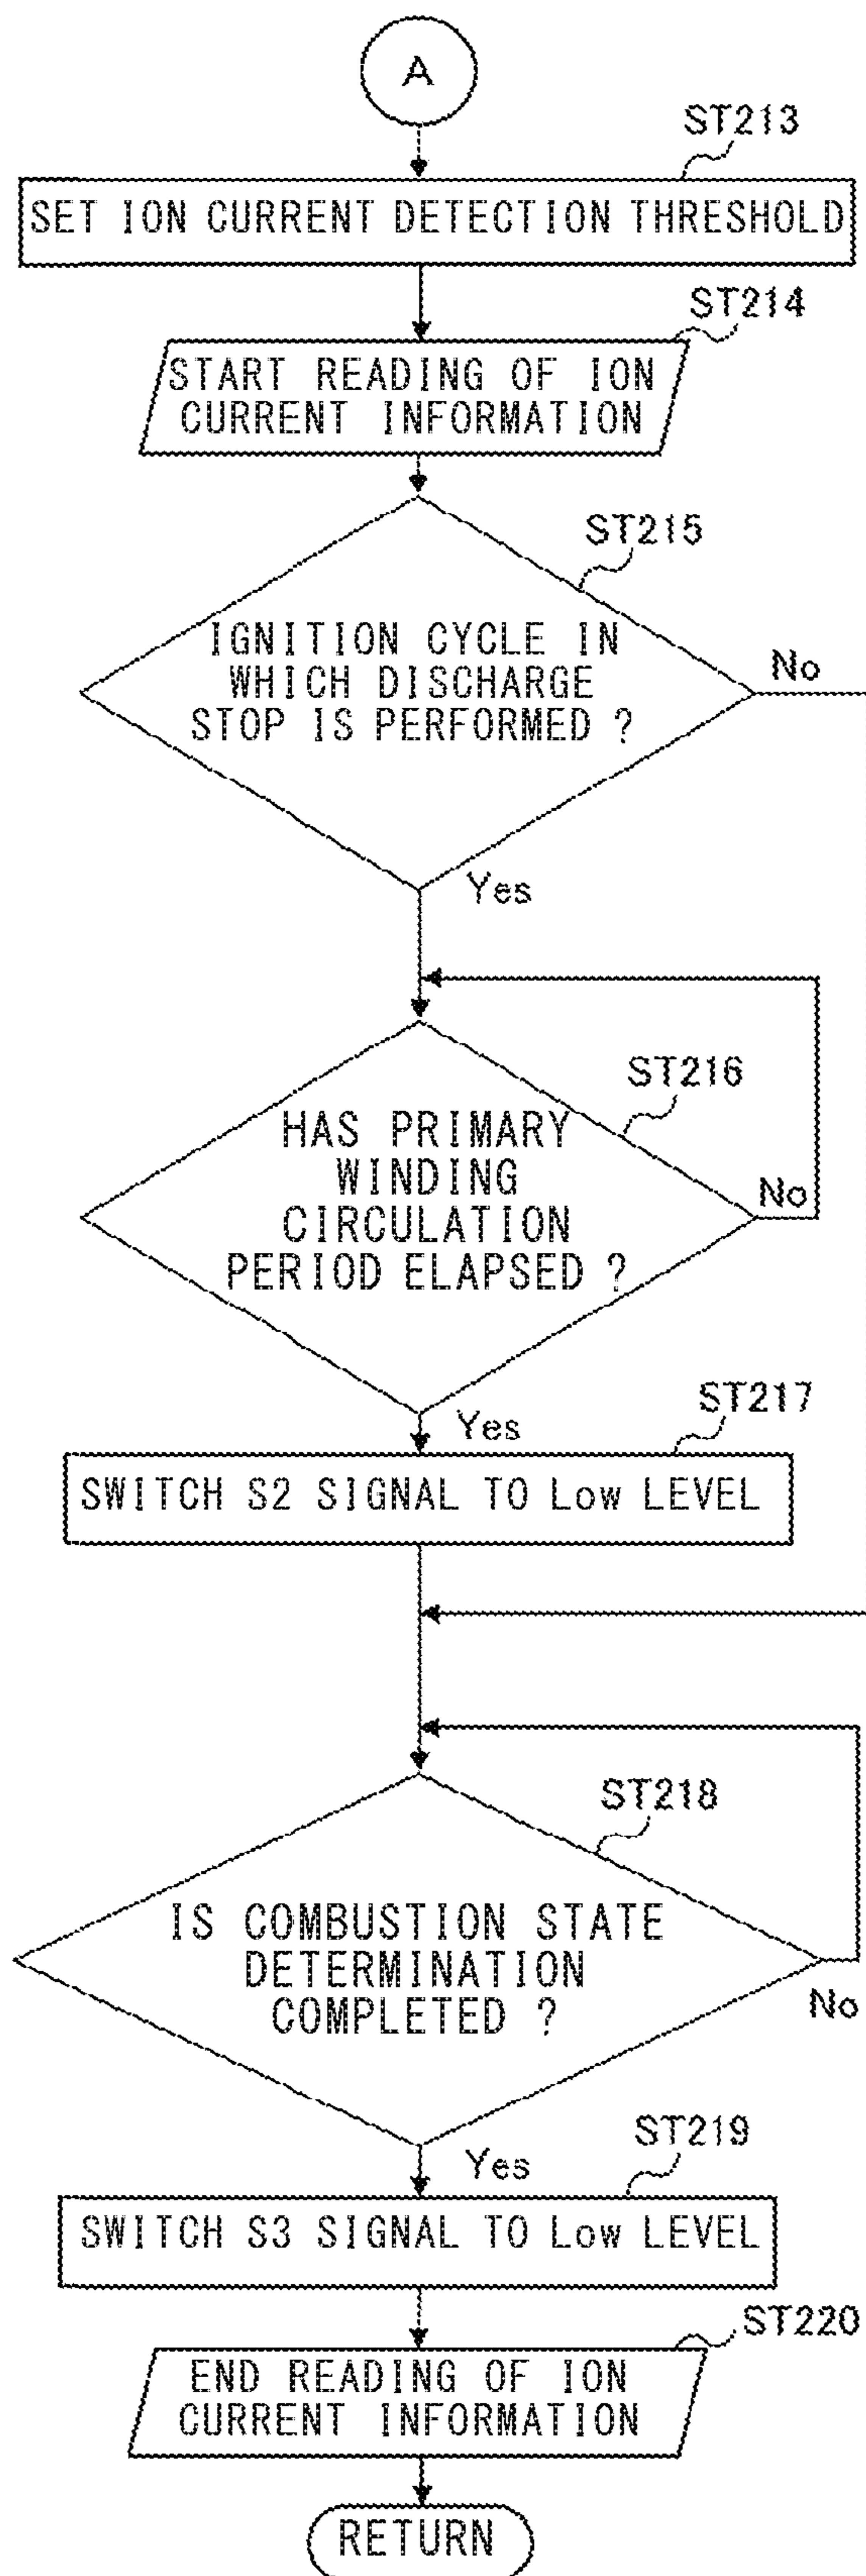 A
ST213
SET ION CURRENT DETECTION THRESHOLD
ST214
START READING OF ION
CURRENT INFORMATION
ST215
IGNITION CYCLE IN
WHICH DISCHARGE
STOP IS PERFORMED ?
No
Yes
ST216
HAS PRIMARY
WINDING
CIRCULATION
PERIOD ELAPSED ?
No
Yes
ST217
SWITCH S2 SIGNAL TO Low LEVEL
ST218
IS COMBUSTION STATE
DETERMINATION
COMPLETED ?
No
Yes
ST219
SWITCH S3 SIGNAL TO Low LEVEL
ST220
END READING OF ION
CURRENT INFORMATION
RETURN